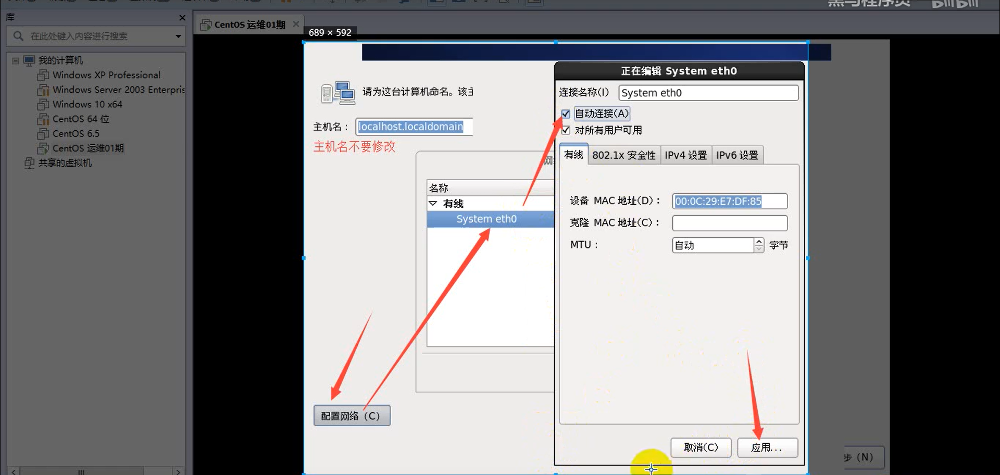 库
在此处键入内容进行搜索
我的计算机
Windows XP Professional
Windows Server 2003 Enterpris
Windows 10 x64
CentOS 64 位
CentOS 6.5
CentOS 运维01期
共享的虚拟机
CentOS 运维01期
689 × 592
请为这台计算机命名。该主
主机名：
localhost.localdomain
主机名不要修改
名称
有线
System eth0
配置网络（C）
正在编辑 System eth0
连接名称(I)
System eth0
自动连接(A)
对所有用户可用
有线
802.1x 安全性
IPv4 设置
IPv6 设置
设备 MAC 地址(D)：
00:0C:29:E7:DF:85
克隆 MAC 地址(C)：
MTU：
自动
字节
取消(C)
应用...
步（N）